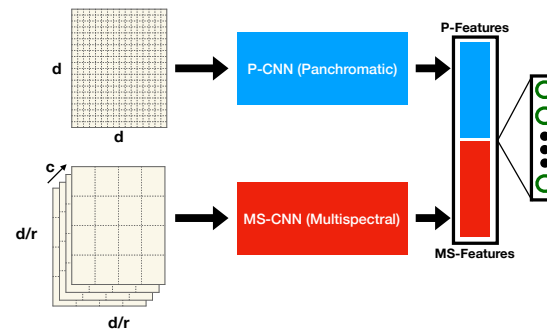 P-Features
d
P-CNN (Panchromatic)
d
c
d/r
MS-CNN (Multispectral)
MS-Features
d/r